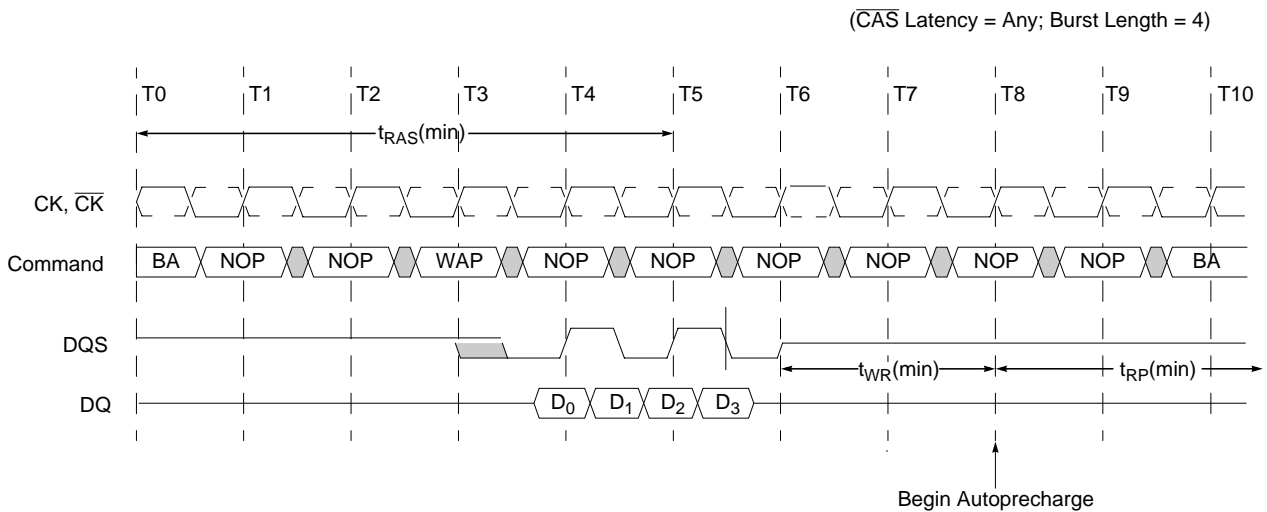 (C̅A̅S̅ Latency = Any; Burst Length = 4)
T0 T1 T2 T3 T4 T5 T6 T7 T8 T9 T10
tRAS(min)
CK, C̅K̅
Command BA NOP NOP WAP NOP NOP NOP NOP NOP NOP BA
DQS
tWR(min) tRP(min)
DQ D0 D1 D2 D3
Begin Autoprecharge